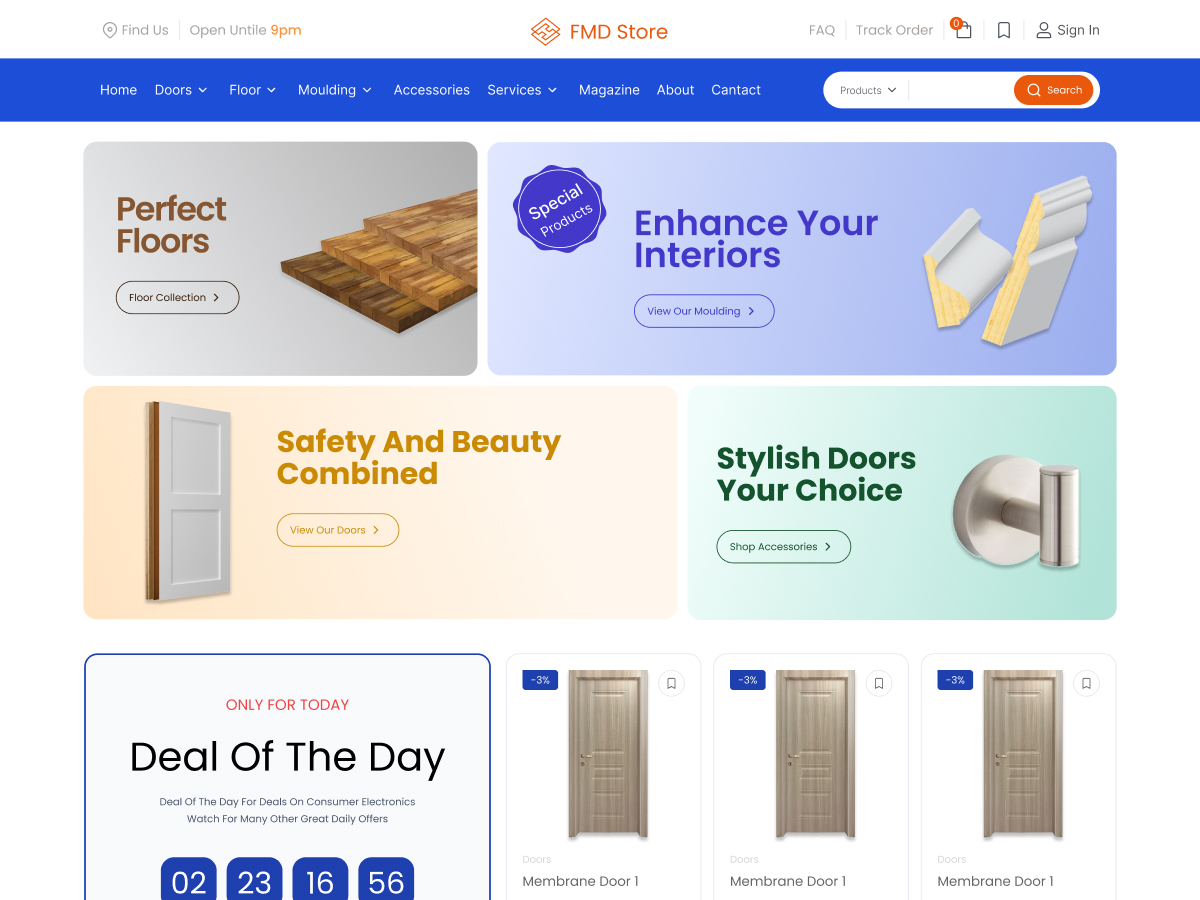 Find Us
Open Untile 9pm
FMD Store
FAQ
Track Order
0
Sign In
Home
Doors
Floor
Moulding
Accessories
Services
Magazine
About
Cantact
Products
Search
Perfect
Floors
Floor Collection
Special
Products
Enhance Your
Interiors
View Our Moulding
Safety And Beauty
Combined
View Our Doors
Stylish Doors
Your Choice
Shop Accessories
ONLY FOR TODAY
Deal Of The Day
Deal Of The Day For Deals On Consumer Electronics
Watch For Many Other Great Daily Offers
02 23 16 56
-3%
Doors
Membrane Door 1
-3%
Doors
Membrane Door 1
-3%
Doors
Membrane Door 1